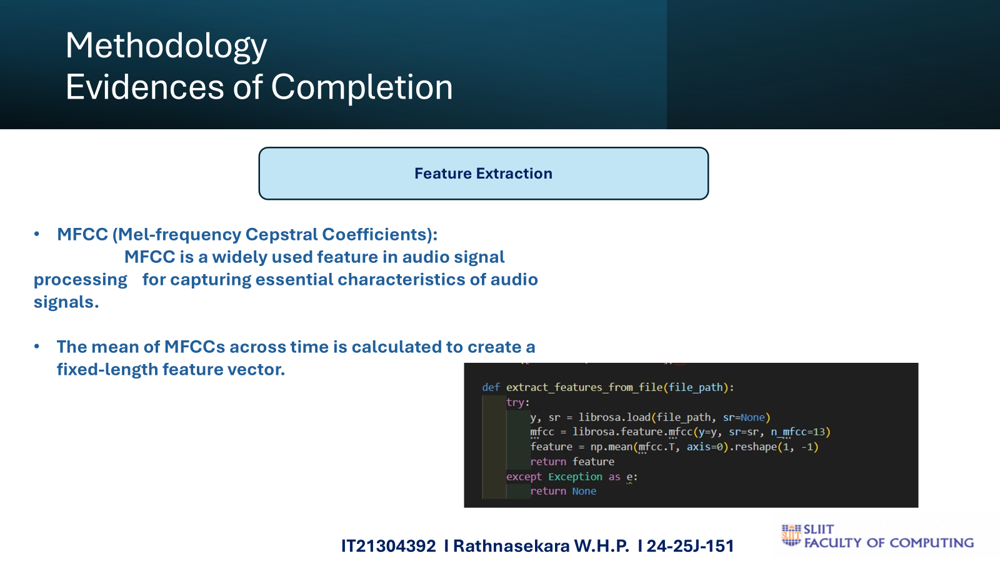 Methodology
Evidences of Completion
Feature Extraction
• MFCC (Mel-frequency Cepstral Coefficients):
MFCC is a widely used feature in audio signal
processing for capturing essential characteristics of audio
signals.
• The mean of MFCCs across time is calculated to create a
fixed-length feature vector.
def extract_features_from_file(file_path):
try:
y, sr = librosa.load(file_path, sr=None)
mfcc = librosa.feature.mfcc(y=y, sr=sr, n_mfcc=13)
feature = np.mean(mfcc.T, axis=0).reshape(1, -1)
return feature
except Exception as e:
return None
IT21304392 I Rathnasekara W.H.P. I 24-25J-151
SLIIT
SLIIT
FACULTY OF COMPUTING